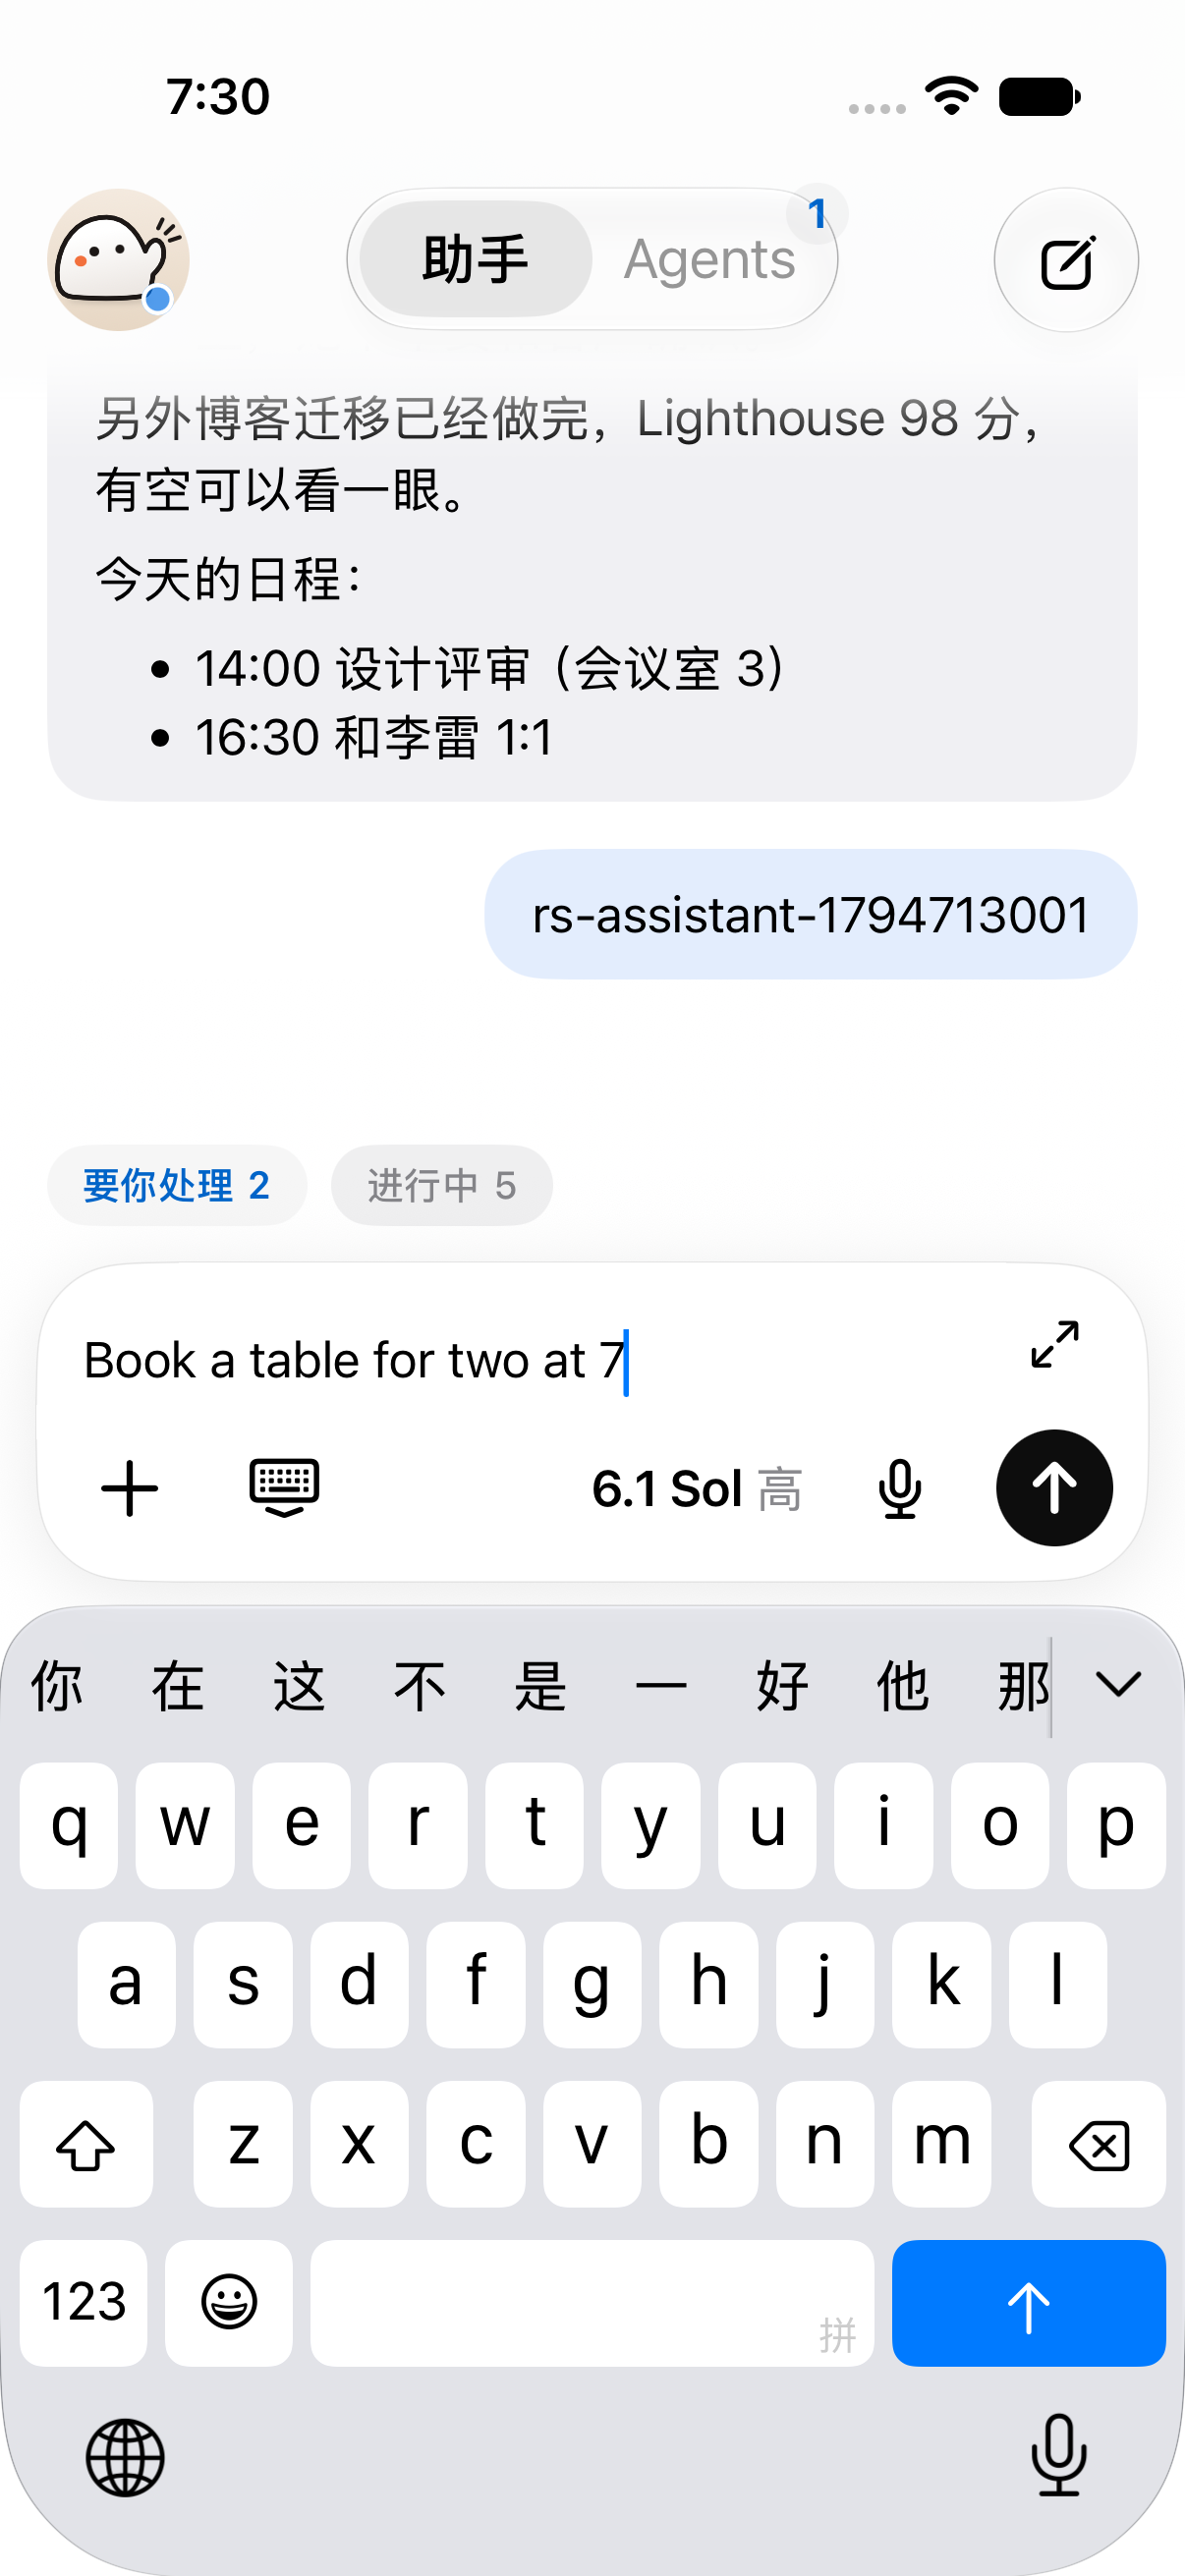 7:30
助手
Agents
1
另外博客迁移已经做完，Lighthouse 98 分，
有空可以看一眼。
今天的日程：
• 14:00 设计评审（会议室 3）
• 16:30 和李雷 1:1
rs-assistant-1794713001
要你处理 2
进行中 5
Book a table for two at 7
6.1 Sol 高
你 在 这 不 是 一 好 他 那
q w e r t y u i o p
a s d f g h j k l
z x c v b n m
123
拼